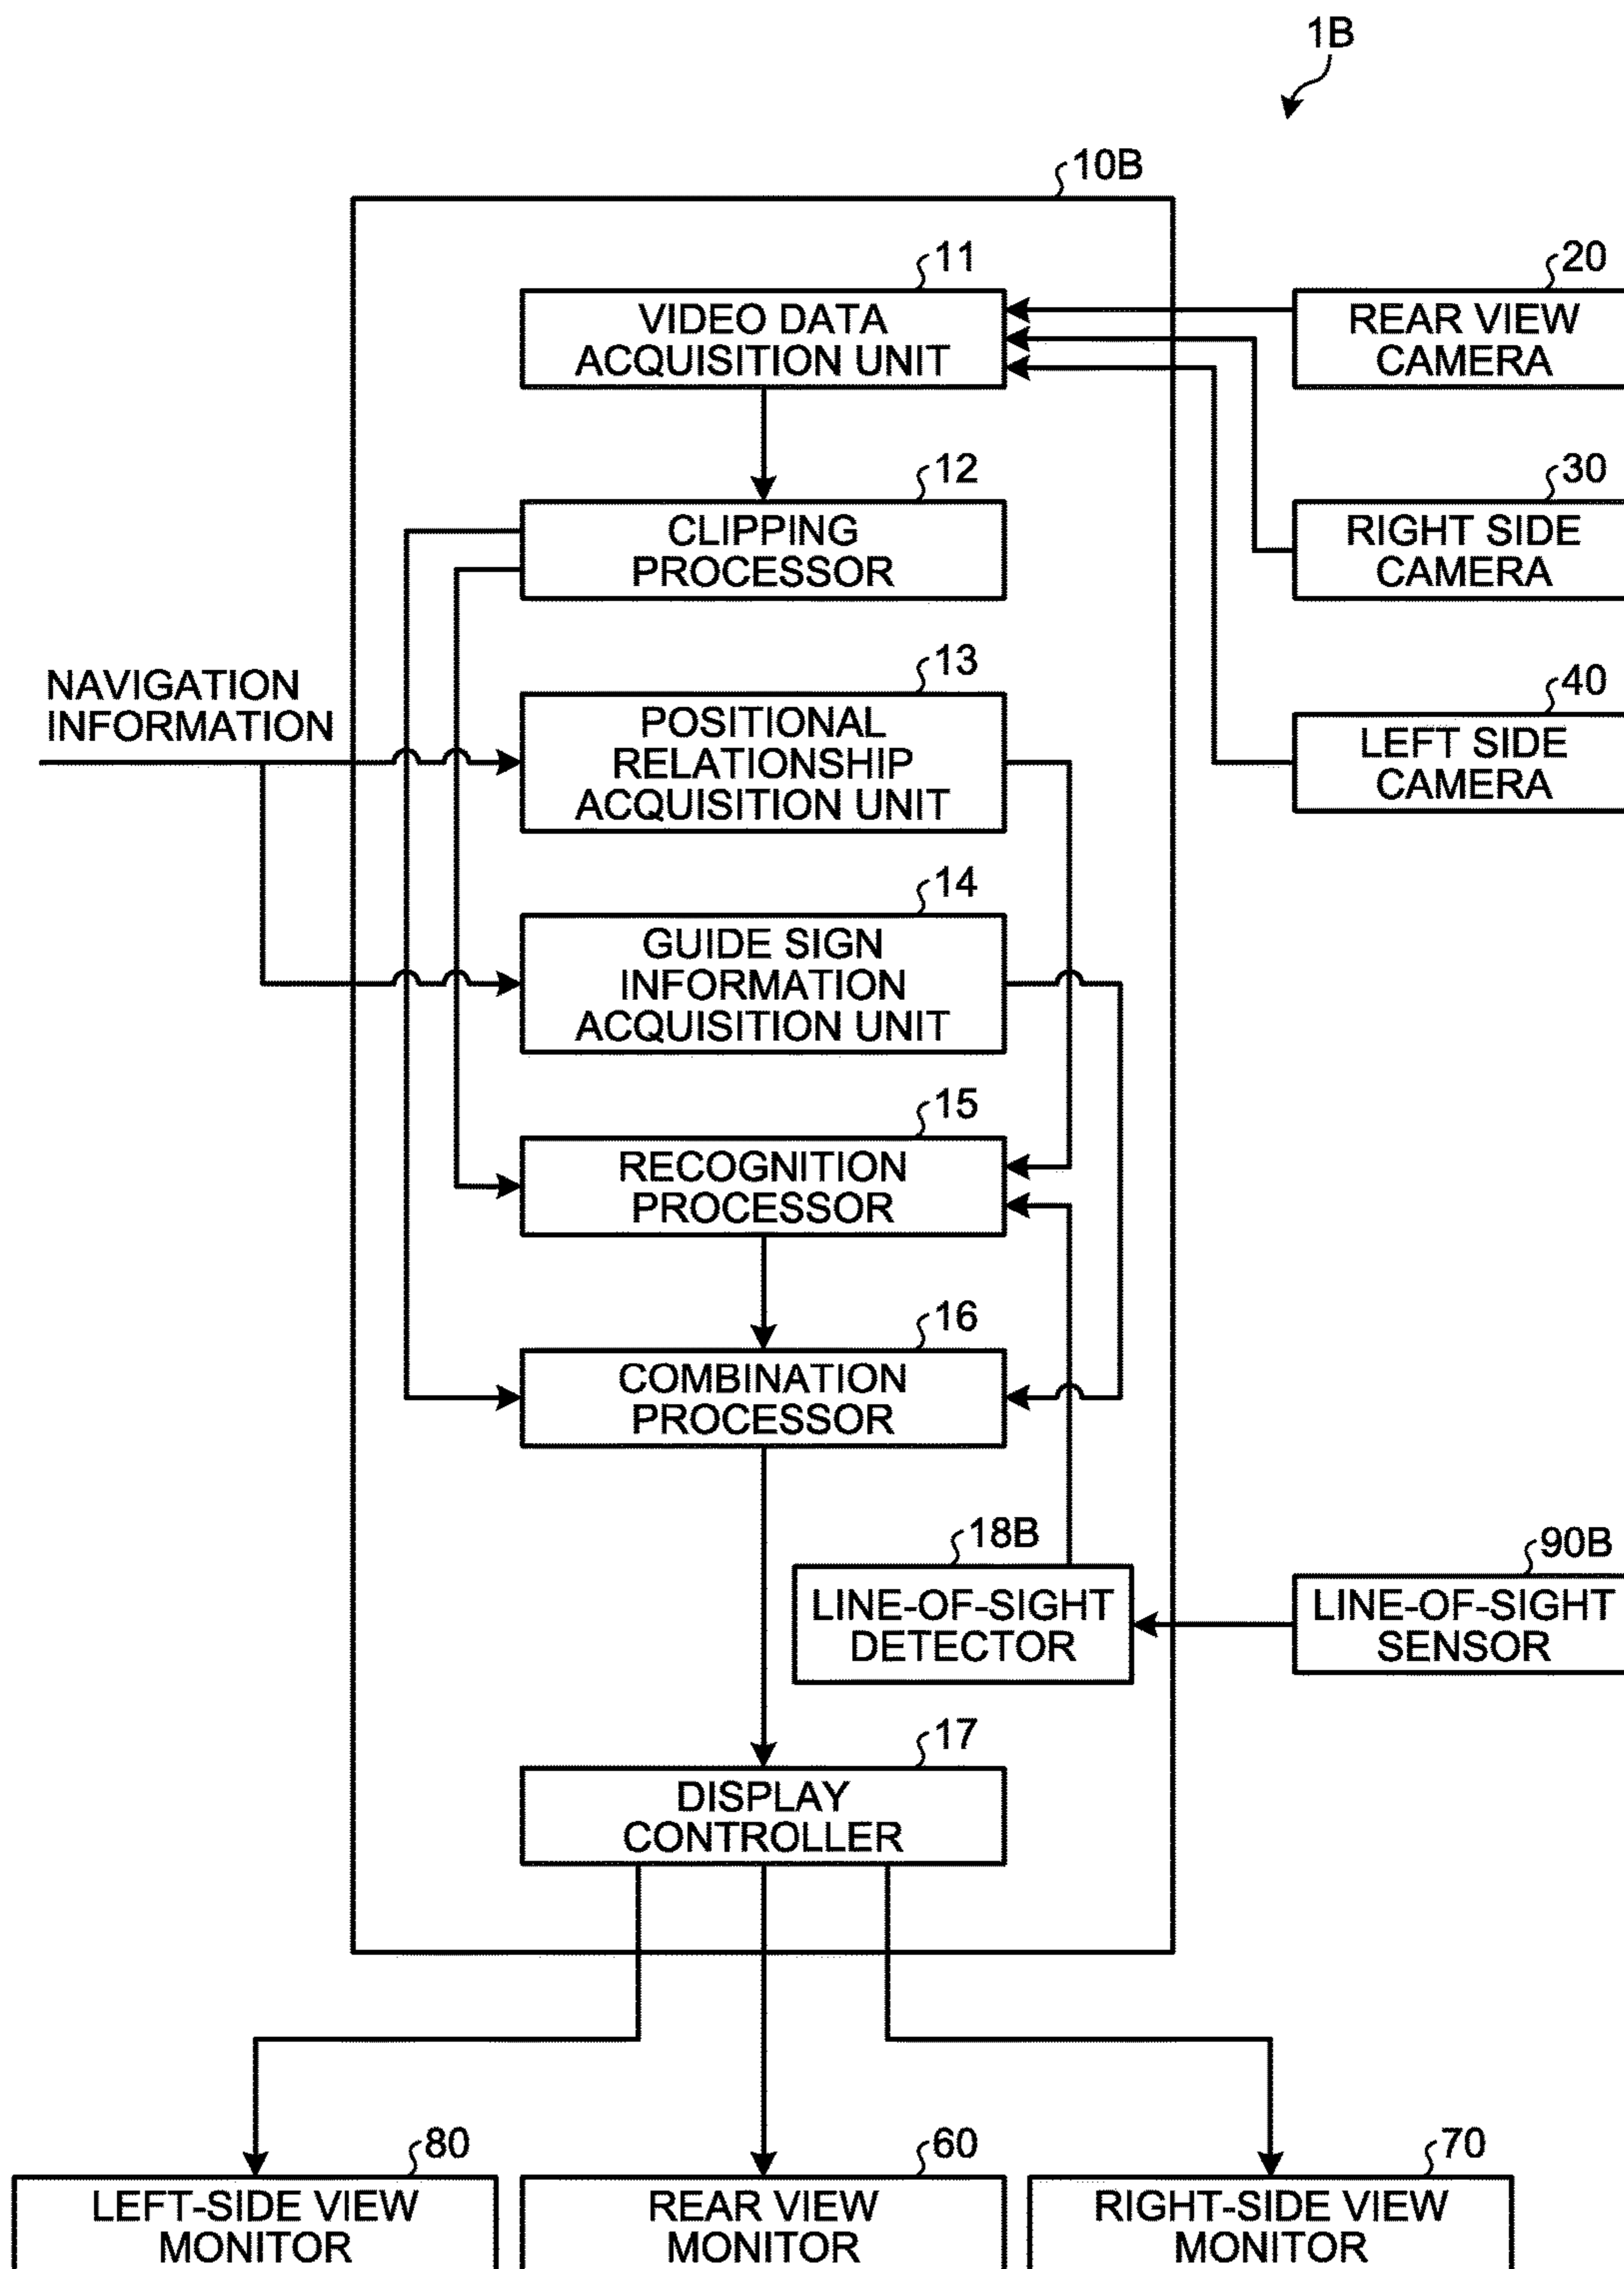 1B
10B
11
VIDEO DATA
ACQUISITION UNIT
20
REAR VIEW
CAMERA
12
CLIPPING
PROCESSOR
30
RIGHT SIDE
CAMERA
NAVIGATION
INFORMATION
13
POSITIONAL
RELATIONSHIP
ACQUISITION UNIT
40
LEFT SIDE
CAMERA
14
GUIDE SIGN
INFORMATION
ACQUISITION UNIT
15
RECOGNITION
PROCESSOR
16
COMBINATION
PROCESSOR
18B
LINE-OF-SIGHT
DETECTOR
90B
LINE-OF-SIGHT
SENSOR
17
DISPLAY
CONTROLLER
80
LEFT-SIDE VIEW
MONITOR
60
REAR VIEW
MONITOR
70
RIGHT-SIDE VIEW
MONITOR